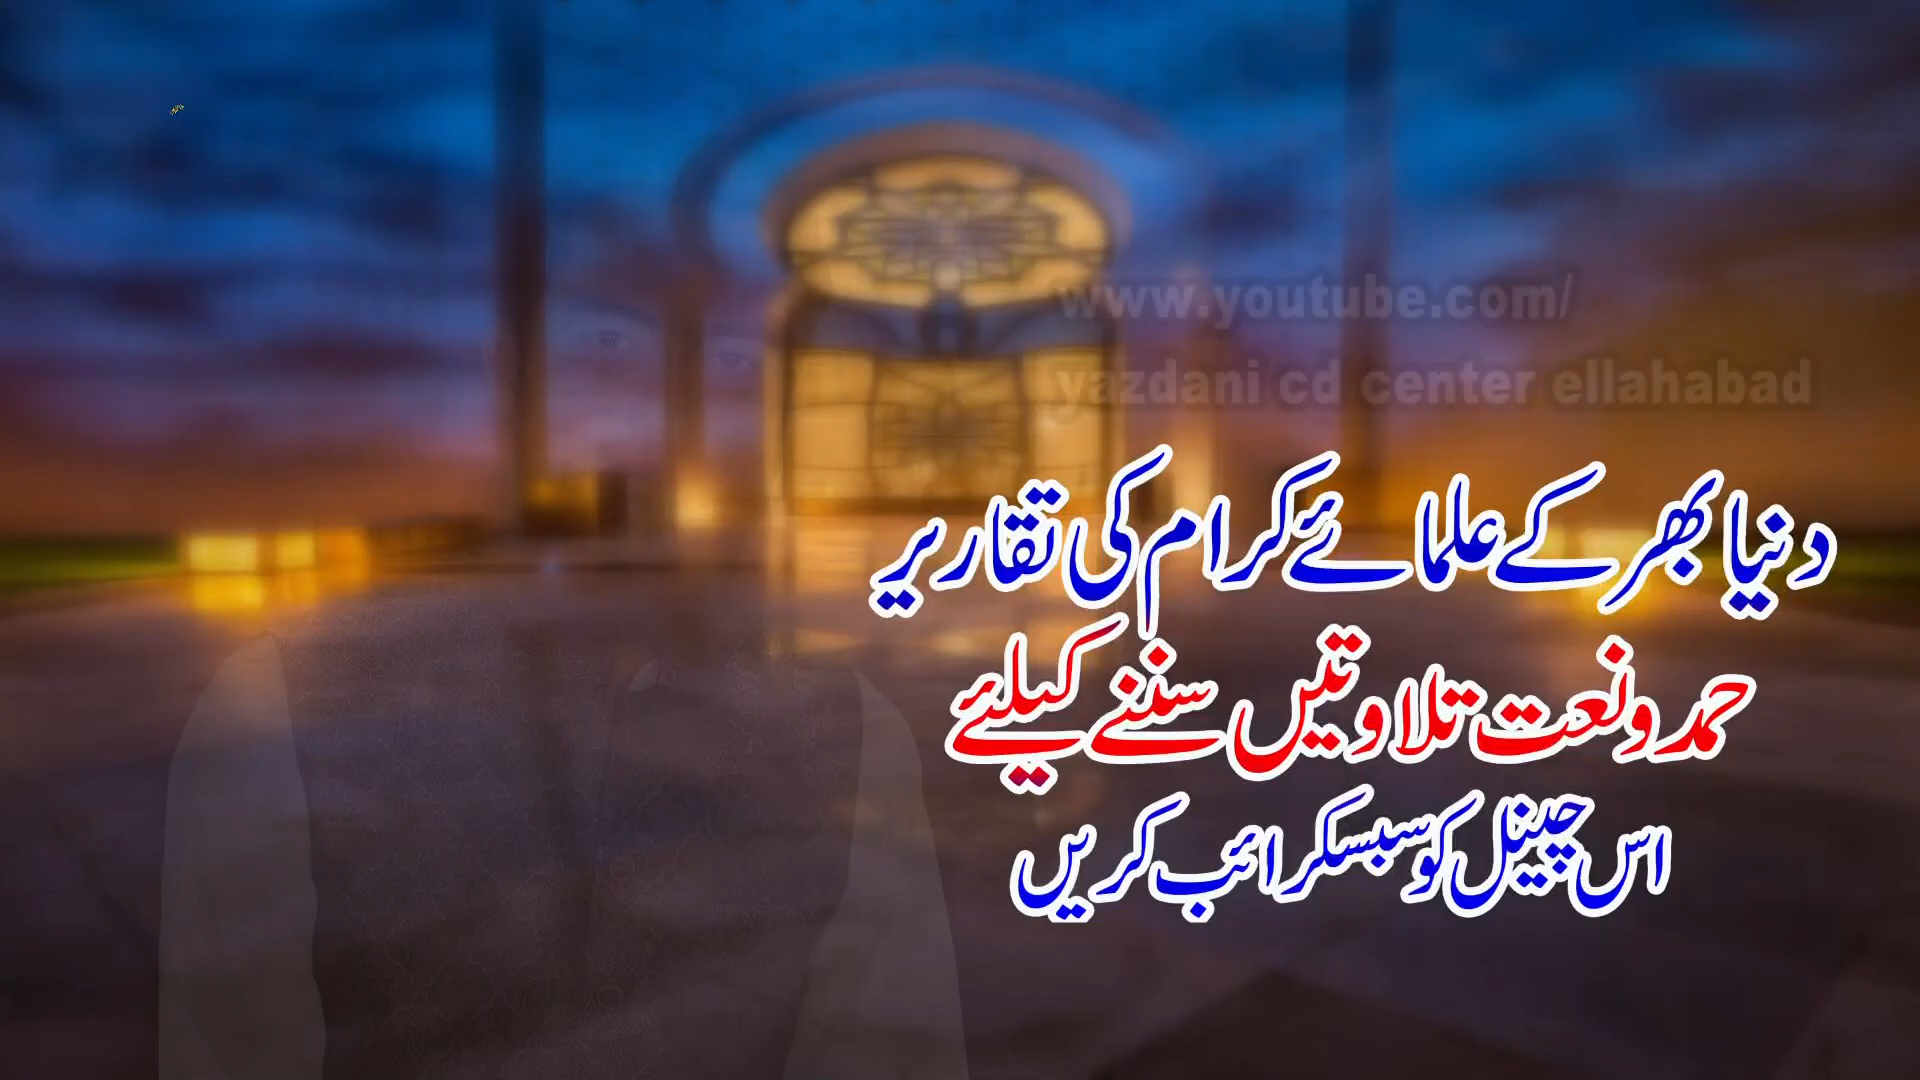 www.youtube.com/
yazdani cd center ellahabad
دنیا بھر کے علمائے کرام کی تقاریر
حمد و نعت تلاوتیں سننے کیلئے
اس چینل کو سبسکرائب کریں